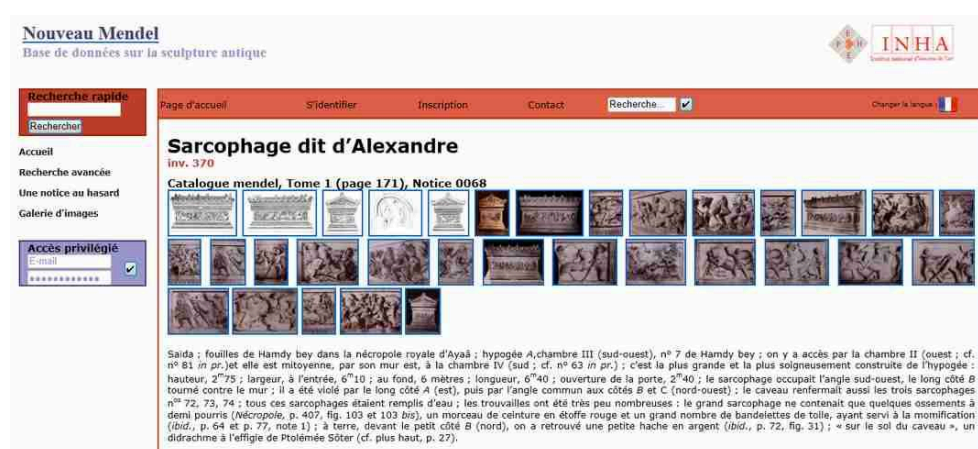 Nouveau Mendel
Base de données sur la sculpture antique
E P H E
INHA
Institut national d'histoire de l'art
Recherche rapide
Rechercher
Page d'accueil S'identifier Inscription Contact Recherche... Changer la langue :
Accueil
Recherche avancée
Une notice au hasard
Galerie d'images
Accès privilégié
E-mail
••••••••••••
Sarcophage dit d'Alexandre
inv. 370
Catalogue mendel, Tome 1 (page 171), Notice 0068
Saida ; fouilles de Hamdy bey dans la nécropole royale d'Ayaâ ; hypogée A,chambre III (sud-ouest), nº 7 de Hamdy bey ; on y a accès par la chambre II (ouest ; cf.
nº 81 in pr.)et elle est mitoyenne, par son mur est, à la chambre IV (sud ; cf. nº 63 in pr.) ; c'est la plus grande et la plus soigneusement construite de l'hypogée :
hauteur, 2m75 ; largeur, à l'entrée, 6m10 ; au fond, 6 mètres ; longueur, 6m40 ; ouverture de la porte, 2m40 ; le sarcophage occupait l'angle sud-ouest, le long côté B
tourné contre le mur ; il a été violé par le long côté A (est), puis par l'angle commun aux côtés B et C (nord-ouest) ; le caveau renfermait aussi les trois sarcophages
nos 72, 73, 74 ; tous ces sarcophages étaient remplis d'eau ; les trouvailles ont été très peu nombreuses : le grand sarcophage ne contenait que quelques ossements à
demi pourris (Nécropole, p. 407, fig. 103 et 103 bis), un morceau de ceinture en étoffe rouge et un grand nombre de bandelettes de toile, ayant servi à la momification
(ibid., p. 64 et p. 77, note 1) ; à terre, devant le petit côté B (nord), on a retrouvé une petite hache en argent (ibid., p. 72, fig. 31) ; « sur le sol du caveau », un
didrachme à l'effigie de Ptolémée Sôter (cf. plus haut, p. 27).